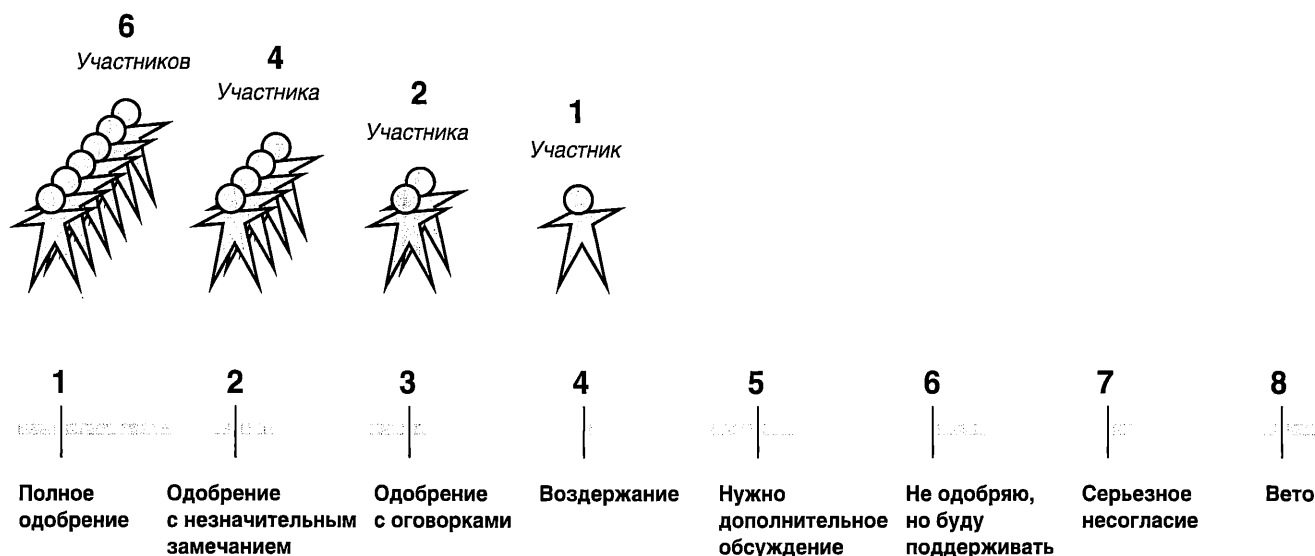 6
Участников
4
Участника
2
Участника
1
Участник
1
2
3
4
5
6
7
8
Полное
одобрение
Одобрение
с незначительным
замечанием
Одобрение
с оговорками
Воздержание
Нужно
дополнительное
обсуждение
Не одобряю,
но буду
поддерживать
Серьезное
несогласие
Вето